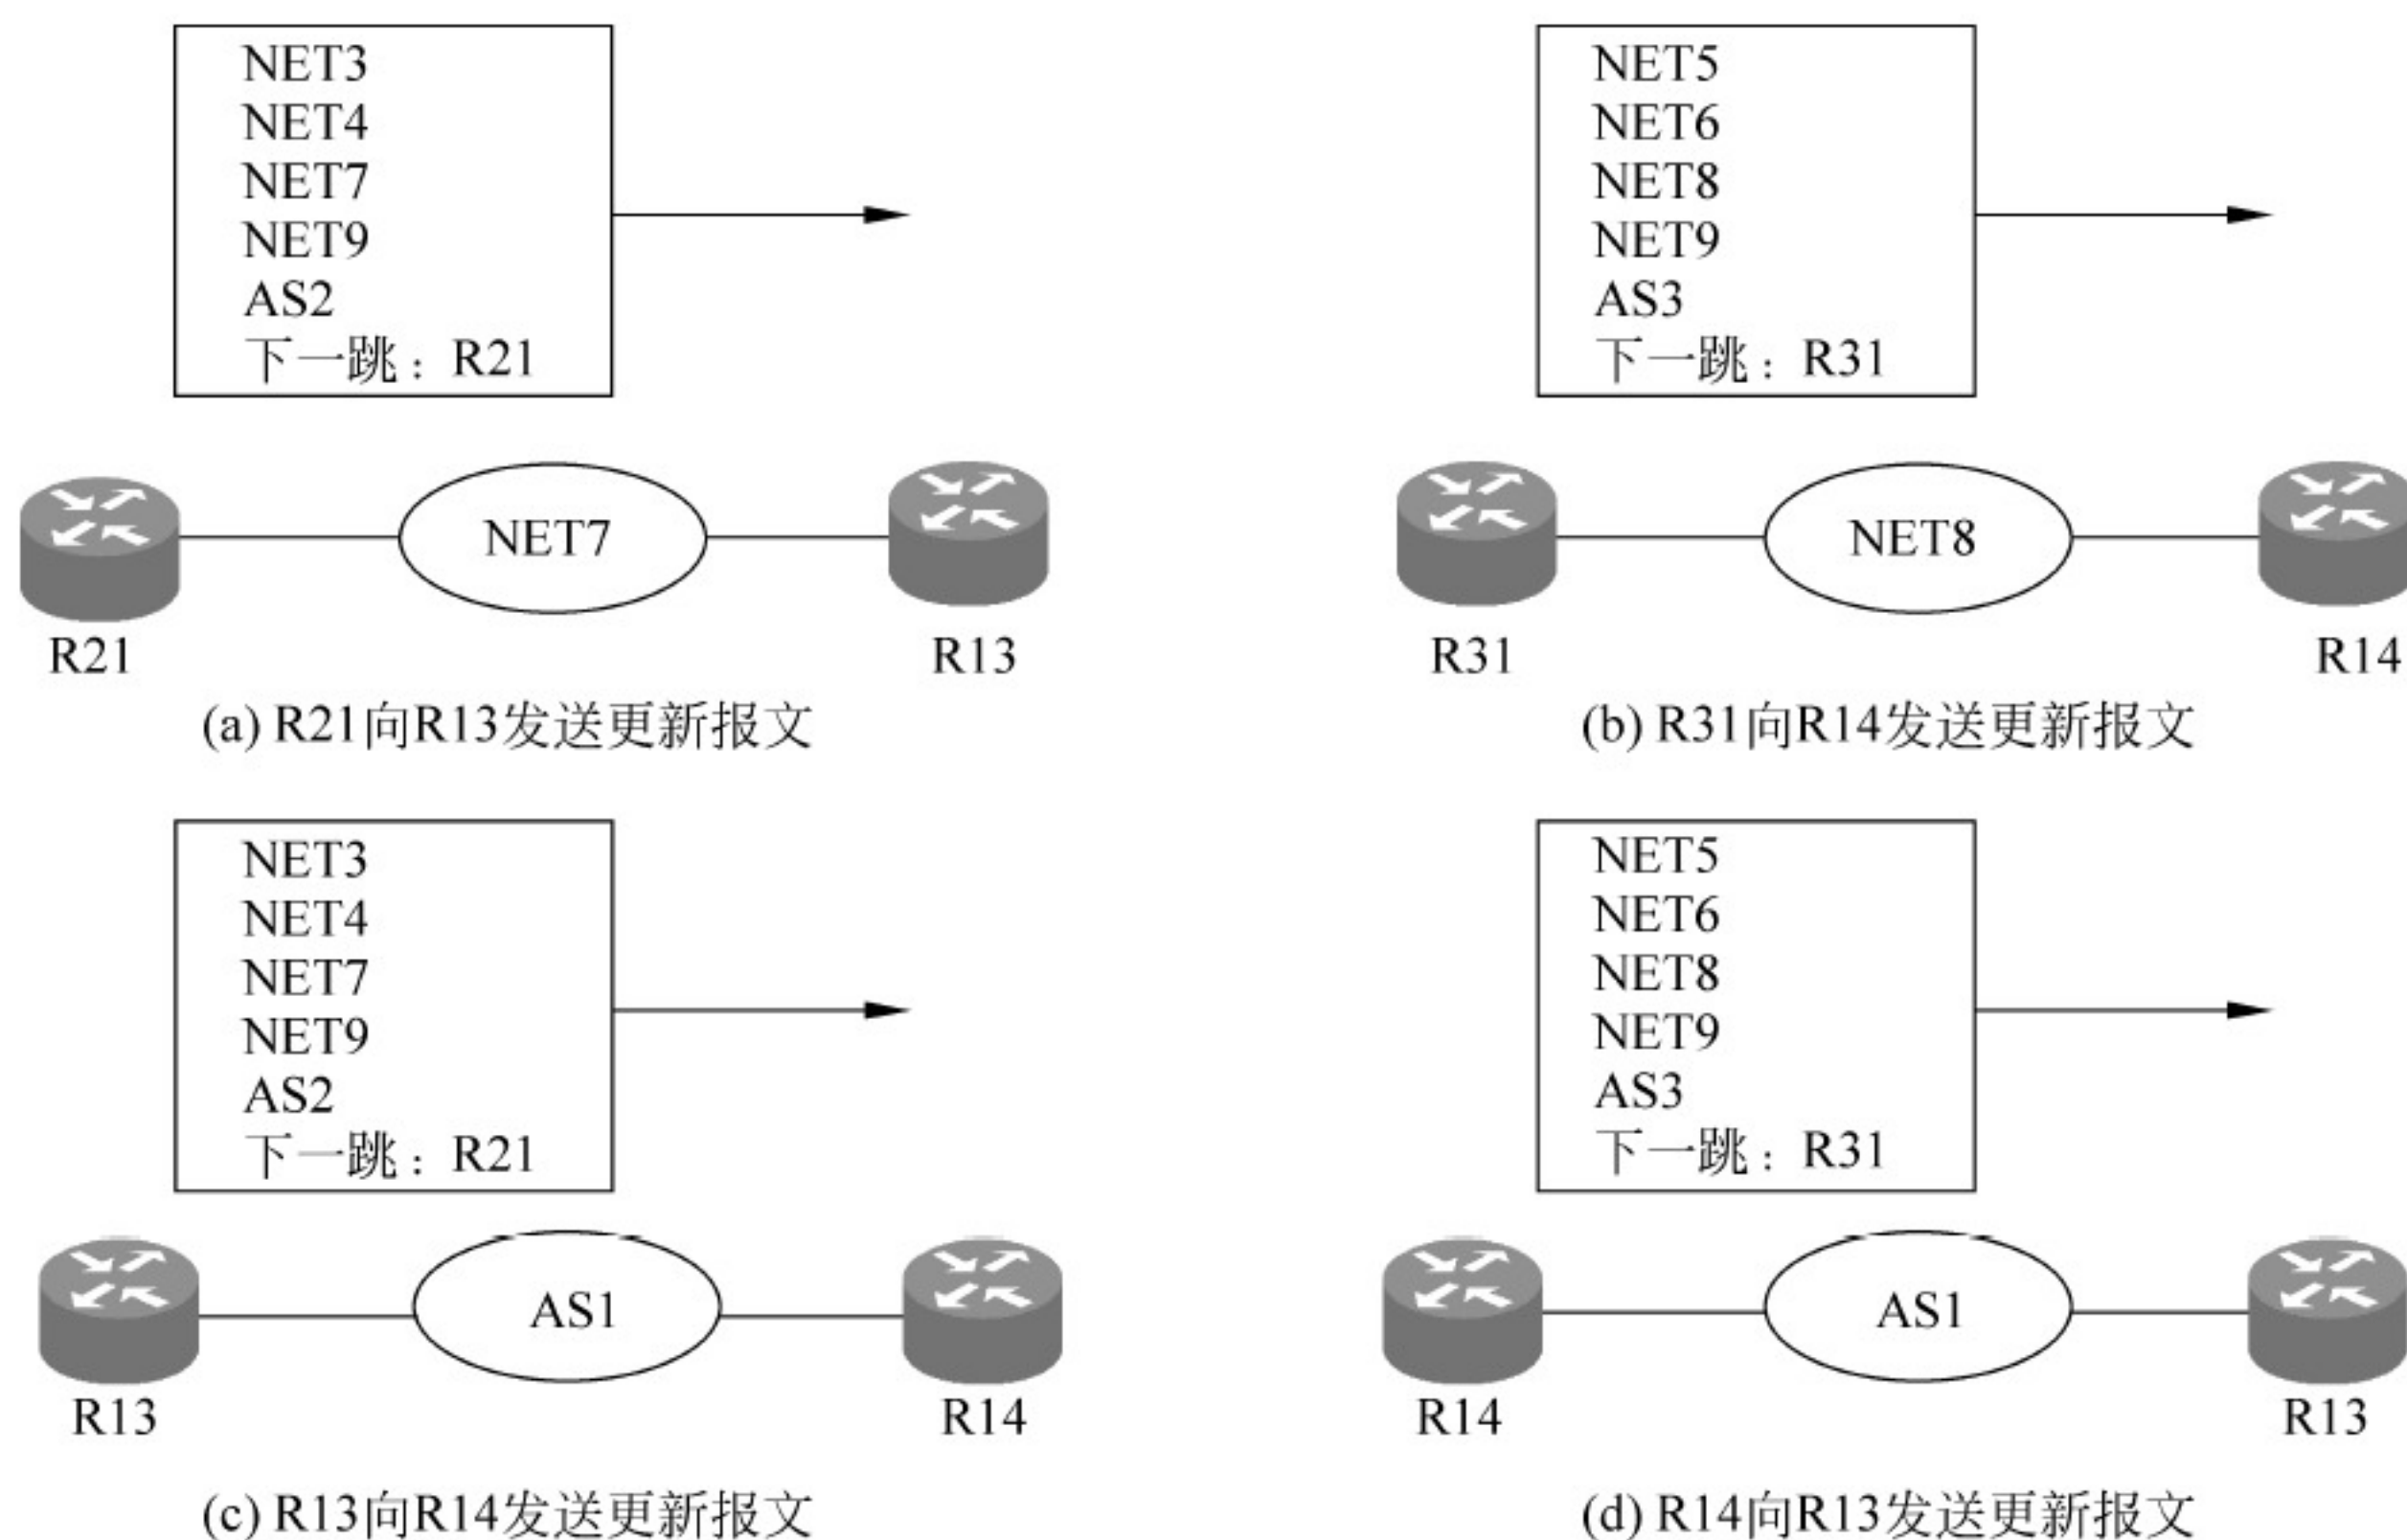 NET3
NET4
NET7
NET9
AS2
下一跳：R21
NET7
R21
R13
(a) R21向R13发送更新报文
NET5
NET6
NET8
NET9
AS3
下一跳：R31
NET8
R31
R14
(b) R31向R14发送更新报文
NET3
NET4
NET7
NET9
AS2
下一跳：R21
AS1
R13
R14
(c) R13向R14发送更新报文
NET5
NET6
NET8
NET9
AS3
下一跳：R31
AS1
R14
R13
(d) R14向R13发送更新报文